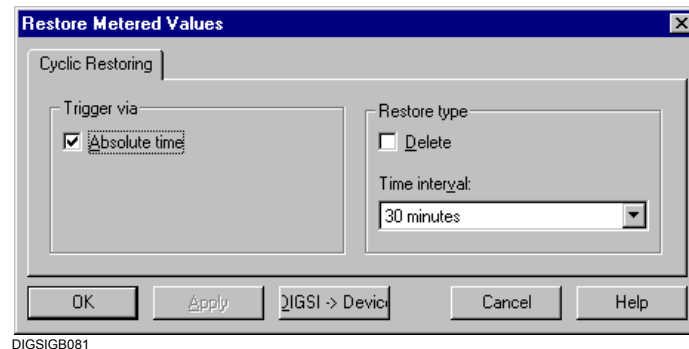 Restore Metered Values
Cyclic Restoring
Trigger via
Absolute time
Restore type
Delete
Time interval:
30 minutes
OK
Apply
DIGSI -> Device
Cancel
Help
DIGSIGB081